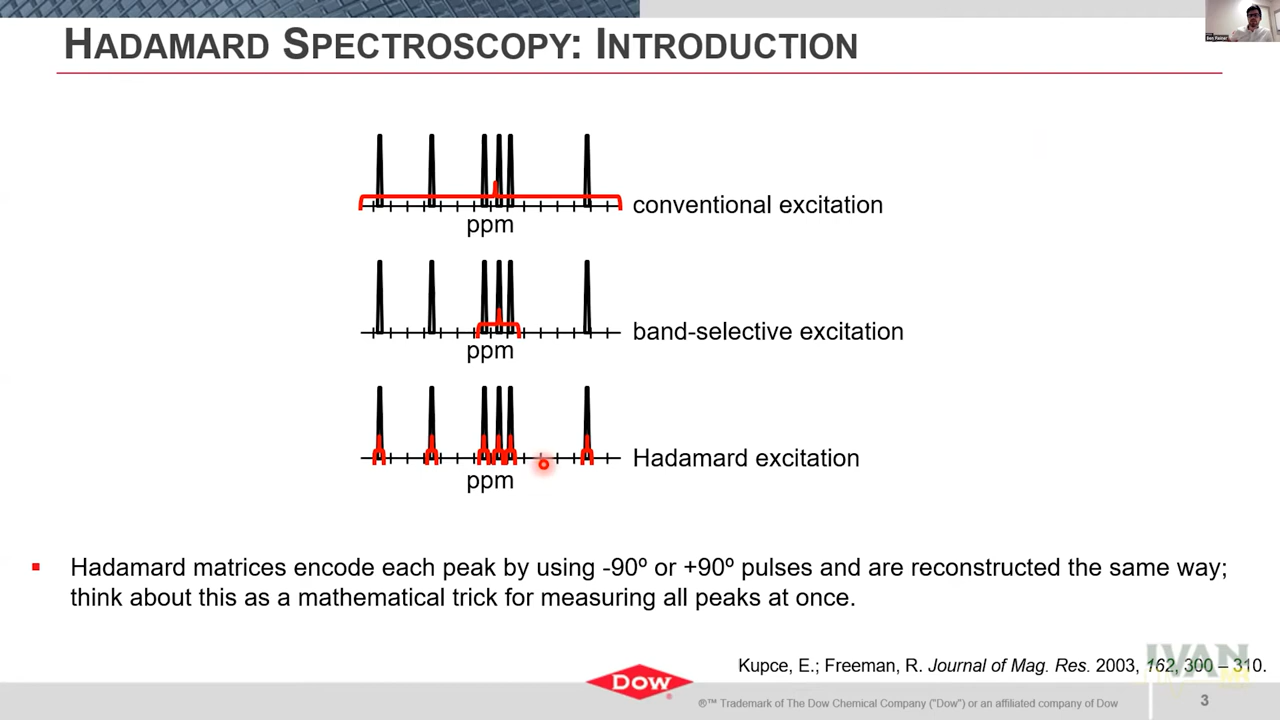 HADAMARD SPECTROSCOPY: INTRODUCTION
conventional excitation
ppm
band-selective excitation
ppm
Hadamard excitation
ppm
Hadamard matrices encode each peak by using -90º or +90º pulses and are reconstructed the same way;
think about this as a mathematical trick for measuring all peaks at once.
Kupce, E.; Freeman, R. Journal of Mag. Res. 2003, 162, 300 – 310.
IVAN
DOW
®™ Trademark of The Dow Chemical Company ("Dow") or an affiliated company of Dow
3